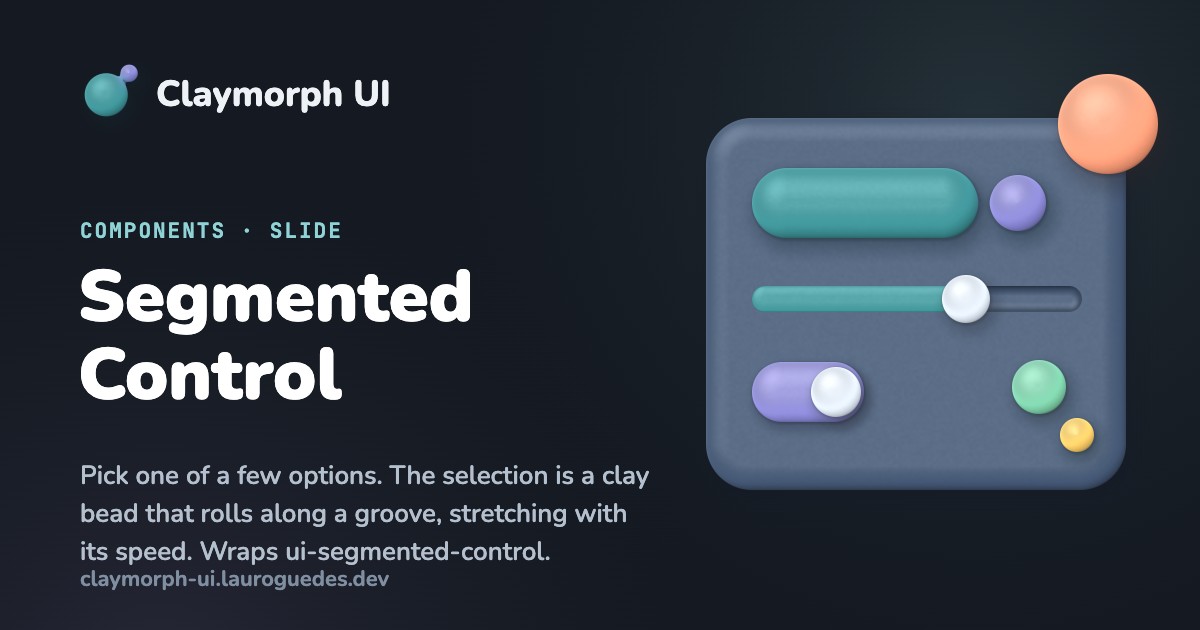 Claymorph UI
COMPONENTS · SLIDE
Segmented
Control
Pick one of a few options. The selection is a clay
bead that rolls along a groove, stretching with
its speed. Wraps ui-segmented-control.
claymorph-ui.lauroguedes.dev